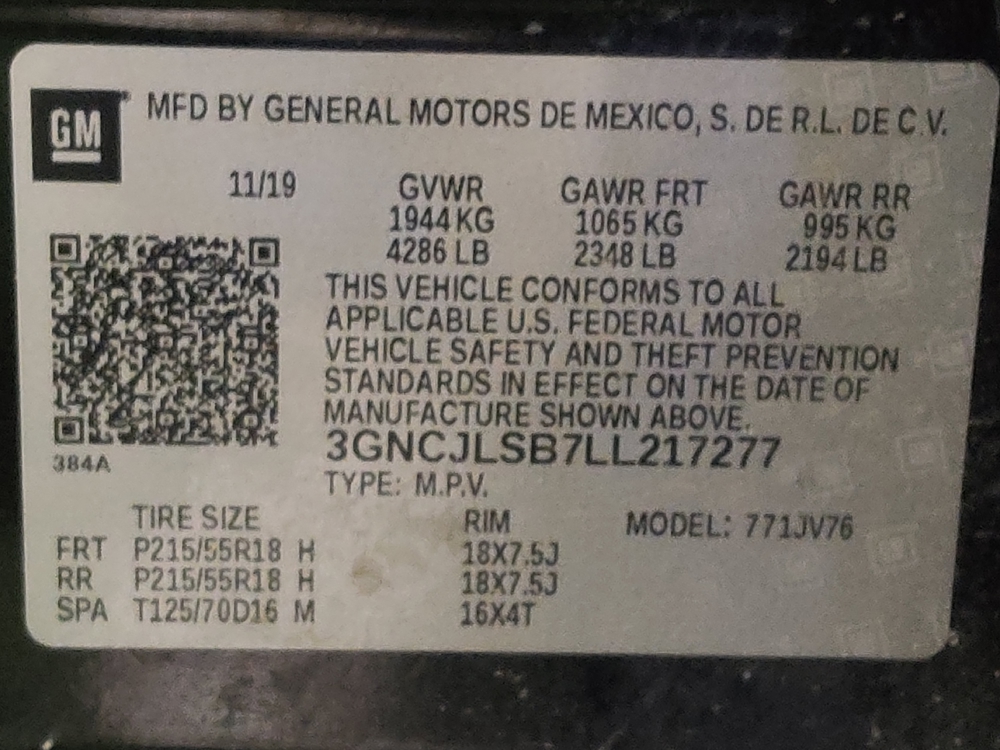 GM MFD BY GENERAL MOTORS DE MEXICO, S. DE R.L. DE C.V.
11/19 GVWR GAWR FRT GAWR RR
1944 KG 1065 KG 995 KG
4286 LB 2348 LB 2194 LB
THIS VEHICLE CONFORMS TO ALL
APPLICABLE U.S. FEDERAL MOTOR
VEHICLE SAFETY AND THEFT PREVENTION
STANDARDS IN EFFECT ON THE DATE OF
MANUFACTURE SHOWN ABOVE.
3GNCJLSB7LL217277
384A
TYPE: M.P.V.
TIRE SIZE RIM MODEL: 771JV76
FRT P215/55R18 H 18X7.5J
RR P215/55R18 H 18X7.5J
SPA T125/70D16 M 16X4T